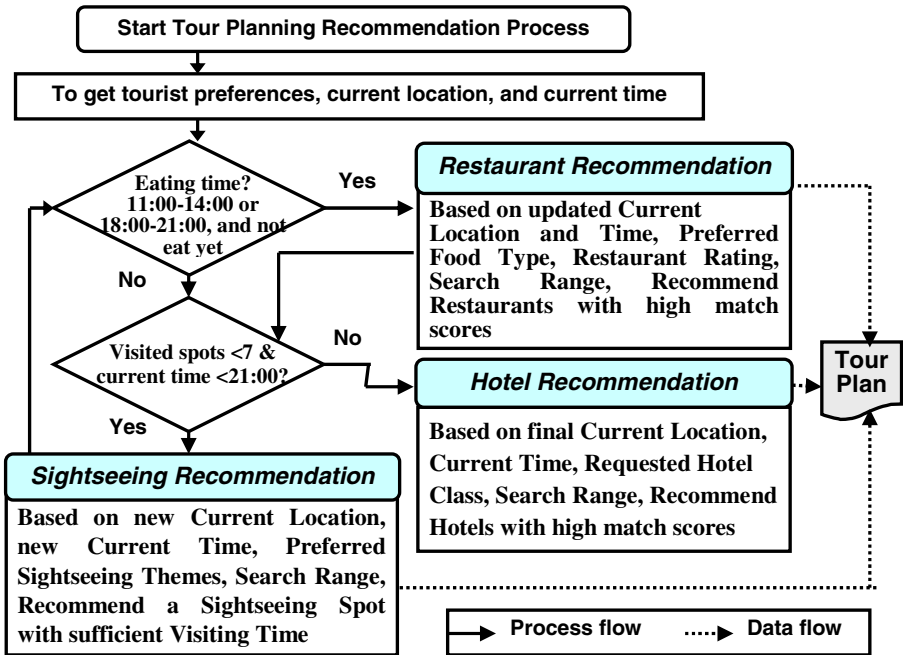 Start Tour Planning Recommendation Process
To get tourist preferences, current location, and current time
Eating time?
11:00-14:00 or
18:00-21:00, and not
eat yet
Yes
No
Restaurant Recommendation
Based on updated Current
Location and Time, Preferred
Food Type, Restaurant Rating,
Search Range, Recommend
Restaurants with high match
scores
Visited spots <7 &
current time <21:00?
No
Yes
Hotel Recommendation
Based on final Current Location,
Current Time, Requested Hotel
Class, Search Range, Recommend
Hotels with high match scores
Tour
Plan
Sightseeing Recommendation
Based on new Current Location,
new Current Time, Preferred
Sightseeing Themes, Search Range,
Recommend a Sightseeing Spot
with sufficient Visiting Time
Process flow
Data flow